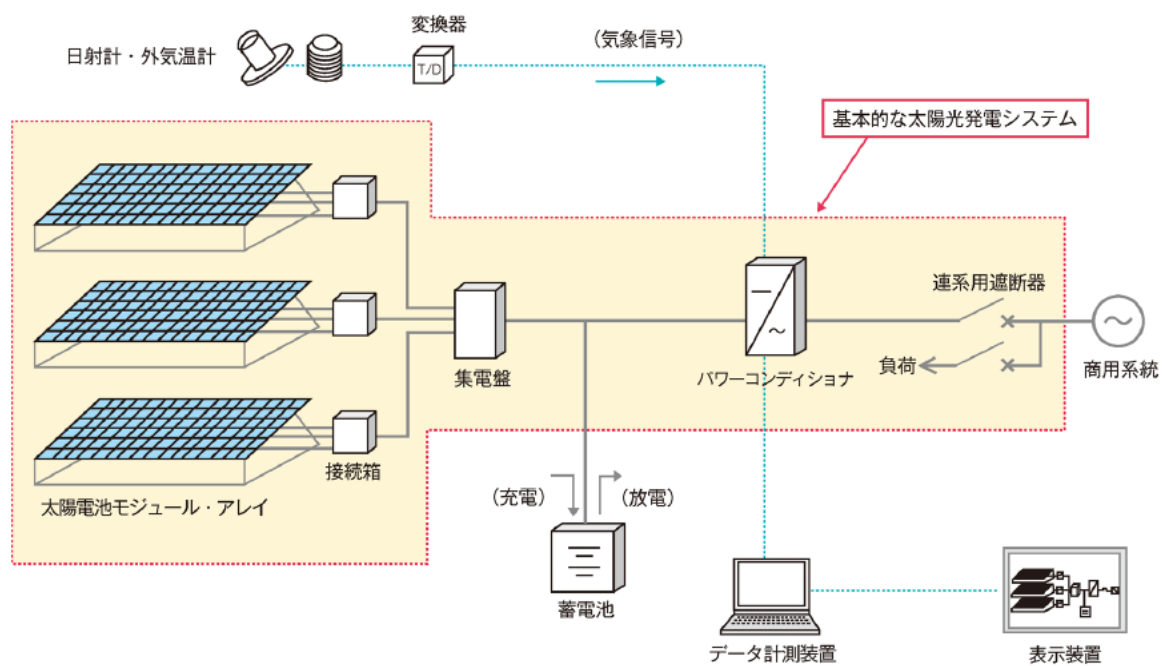 変換器
日射計・外気温計
T/D
（気象信号）
基本的な太陽光発電システム
連系用遮断器
集電盤
パワーコンディショナ
負荷
商用系統
接続箱
太陽電池モジュール・アレイ
（充電）
（放電）
蓄電池
データ計測装置
表示装置